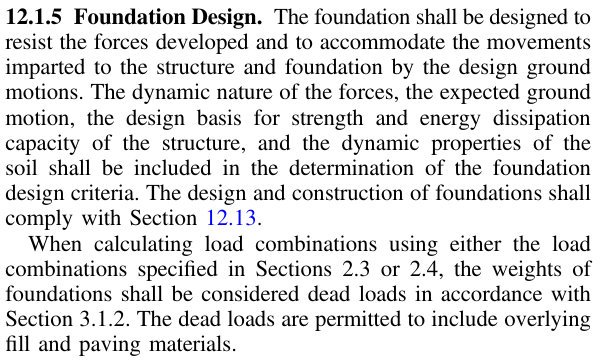 12.1.5 Foundation Design. The foundation shall be designed to
resist the forces developed and to accommodate the movements
imparted to the structure and foundation by the design ground
motions. The dynamic nature of the forces, the expected ground
motion, the design basis for strength and energy dissipation
capacity of the structure, and the dynamic properties of the
soil shall be included in the determination of the foundation
design criteria. The design and construction of foundations shall
comply with Section 12.13.
When calculating load combinations using either the load
combinations specified in Sections 2.3 or 2.4, the weights of
foundations shall be considered dead loads in accordance with
Section 3.1.2. The dead loads are permitted to include overlying
fill and paving materials.